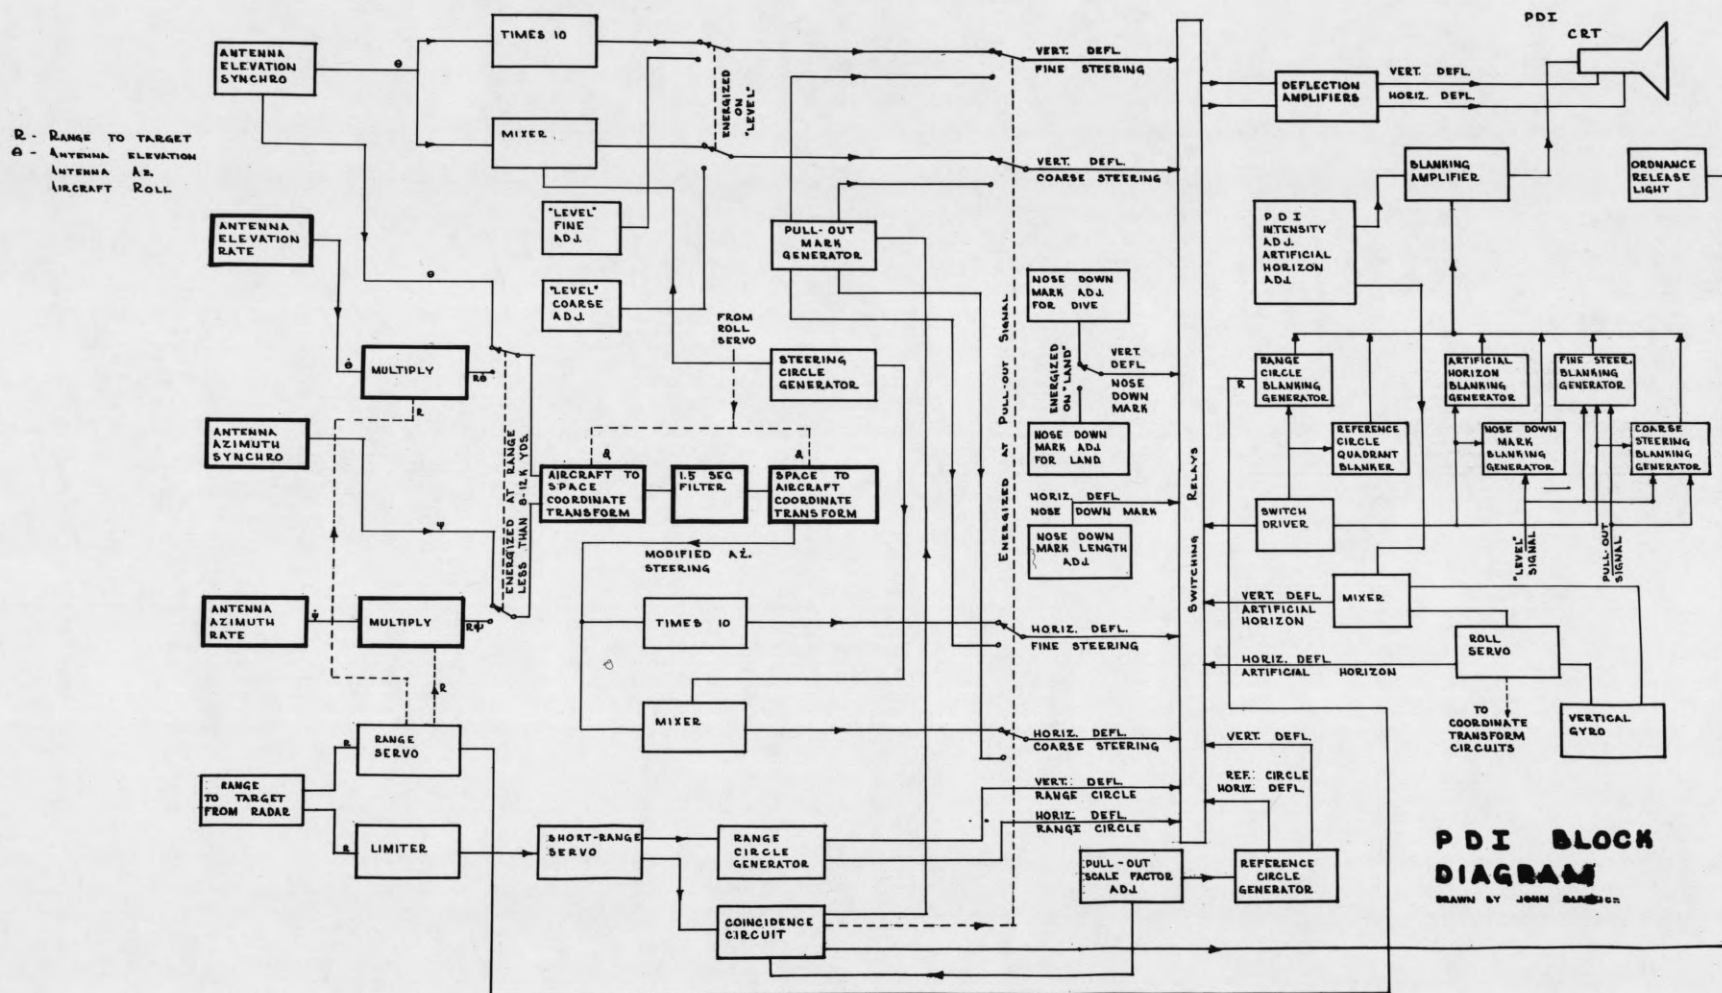 PDI
CRT
R - RANGE TO TARGET
θ - ANTENNA ELEVATION
ANTENNA AZ.
AIRCRAFT ROLL
ANTENNA
ELEVATION
SYNCHRO
θ
TIMES 10
MIXER
ENERGIZED
ON
"LEVEL"
VERT. DEFL.
FINE STEERING
VERT. DEFL.
COARSE STEERING
DEFLECTION
AMPLIFIERS
VERT. DEFL.
HORIZ. DEFL.
BLANKING
AMPLIFIER
ORDNANCE
RELEASE
LIGHT
ANTENNA
ELEVATION
RATE
"LEVEL"
FINE
ADJ.
PULL-OUT
MARK
GENERATOR
PDI
INTENSITY
ADJ.
ARTIFICIAL
HORIZON
ADJ.
θ
"LEVEL"
COARSE
ADJ.
NOSE DOWN
MARK ADJ.
FOR DIVE
FROM
ROLL
SERVO
θ̇
MULTIPLY
Rθ̇
R
STEERING
CIRCLE
GENERATOR
ENERGIZED
ON "LAND"
VERT.
DEFL.
NOSE
DOWN
MARK
R
RANGE
CIRCLE
BLANKING
GENERATOR
ARTIFICIAL
HORIZON
BLANKING
GENERATOR
FINE STEER.
BLANKING
GENERATOR
ANTENNA
AZIMUTH
SYNCHRO
ENERGIZED AT RANGE
LESS THAN 8-12K YDS.
NOSE DOWN
MARK ADJ
FOR LAND
REFERENCE
CIRCLE
QUADRANT
BLANKER
NOSE DOWN
MARK
BLANKING
GENERATOR
COARSE
STEERING
BLANKING
GENERATOR
AIRCRAFT TO
SPACE
COORDINATE
TRANSFORM
1.5 SEC
FILTER
SPACE TO
AIRCRAFT
COORDINATE
TRANSFORM
ENERGIZED AT PULL-OUT SIGNAL
SWITCHING RELAYS
HORIZ. DEFL.
NOSE DOWN MARK
NOSE DOWN
MARK LENGTH
ADJ.
SWITCH
DRIVER
"LEVEL"
SIGNAL
PULL-OUT
SIGNAL
ψ
MODIFIED AZ.
STEERING
ANTENNA
AZIMUTH
RATE
ψ̇
MULTIPLY
Rψ̇
R
TIMES 10
HORIZ. DEFL.
FINE STEERING
VERT. DEFL.
ARTIFICIAL
HORIZON
MIXER
HORIZ. DEFL.
ARTIFICIAL HORIZON
ROLL
SERVO
TO
COORDINATE
TRANSFORM
CIRCUITS
VERTICAL
GYRO
RANGE
SERVO
R
MIXER
HORIZ. DEFL.
COARSE STEERING
VERT. DEFL.
REF. CIRCLE
HORIZ. DEFL.
RANGE
TO TARGET
FROM RADAR
R
LIMITER
SHORT-RANGE
SERVO
RANGE
CIRCLE
GENERATOR
VERT. DEFL.
RANGE CIRCLE
HORIZ. DEFL.
RANGE CIRCLE
PULL-OUT
SCALE FACTOR
ADJ.
REFERENCE
CIRCLE
GENERATOR
COINCIDENCE
CIRCUIT
PDI BLOCK
DIAGRAM
DRAWN BY JOHN